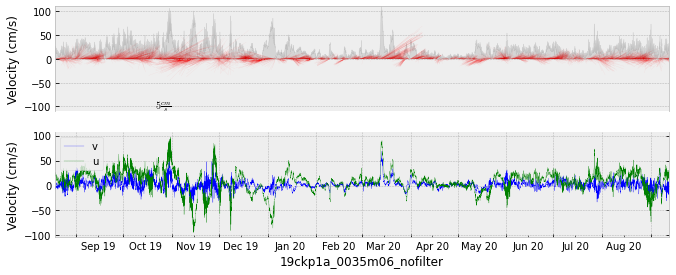 Velocity (cm/s)
100
50
0
−50
−100
5 cm/s
Velocity (cm/s)
100
50
0
−50
−100
v
u
Sep 19 Oct 19 Nov 19 Dec 19 Jan 20 Feb 20 Mar 20 Apr 20 May 20 Jun 20 Jul 20 Aug 20
19ckp1a_0035m06_nofilter